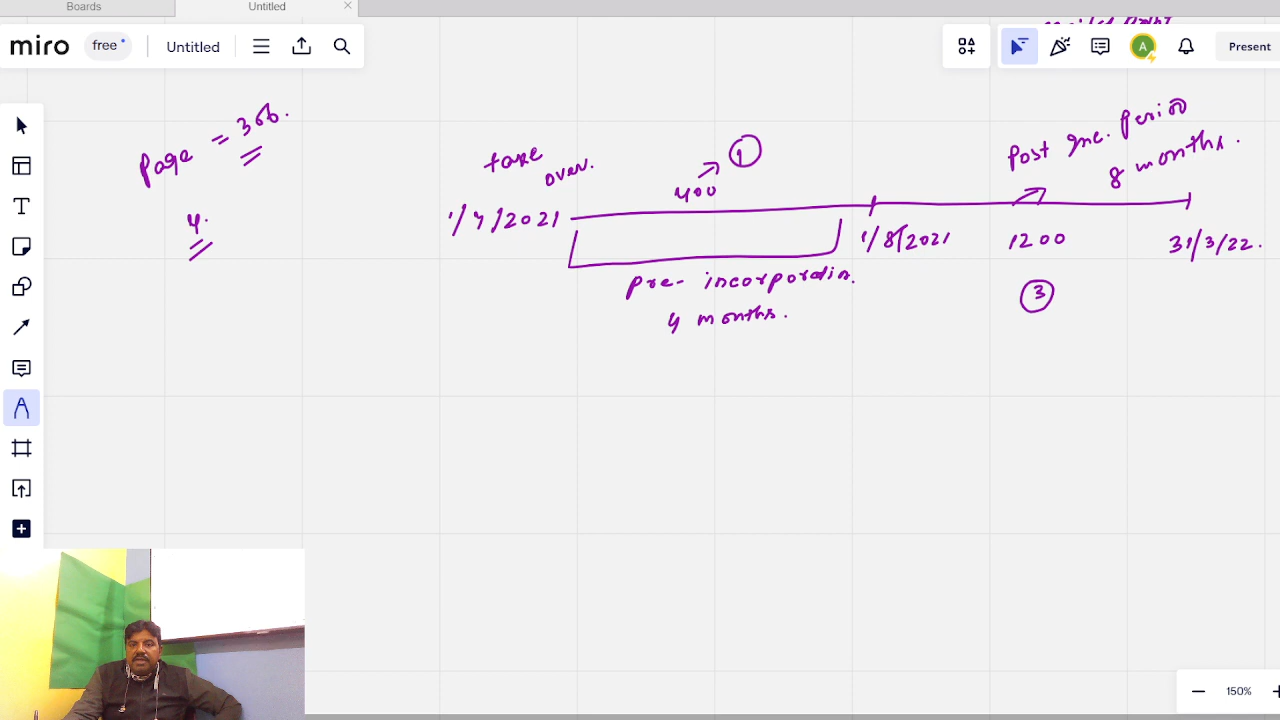 Boards
Untitled
miro
free
Untitled
A
Present
Page = 366.
4.
take
over.
400
1
Post Inc. Period
8 months.
1/4/2021
1/8/2021
1200
31/3/22.
Pre- incorporation.
4 months.
3
150%